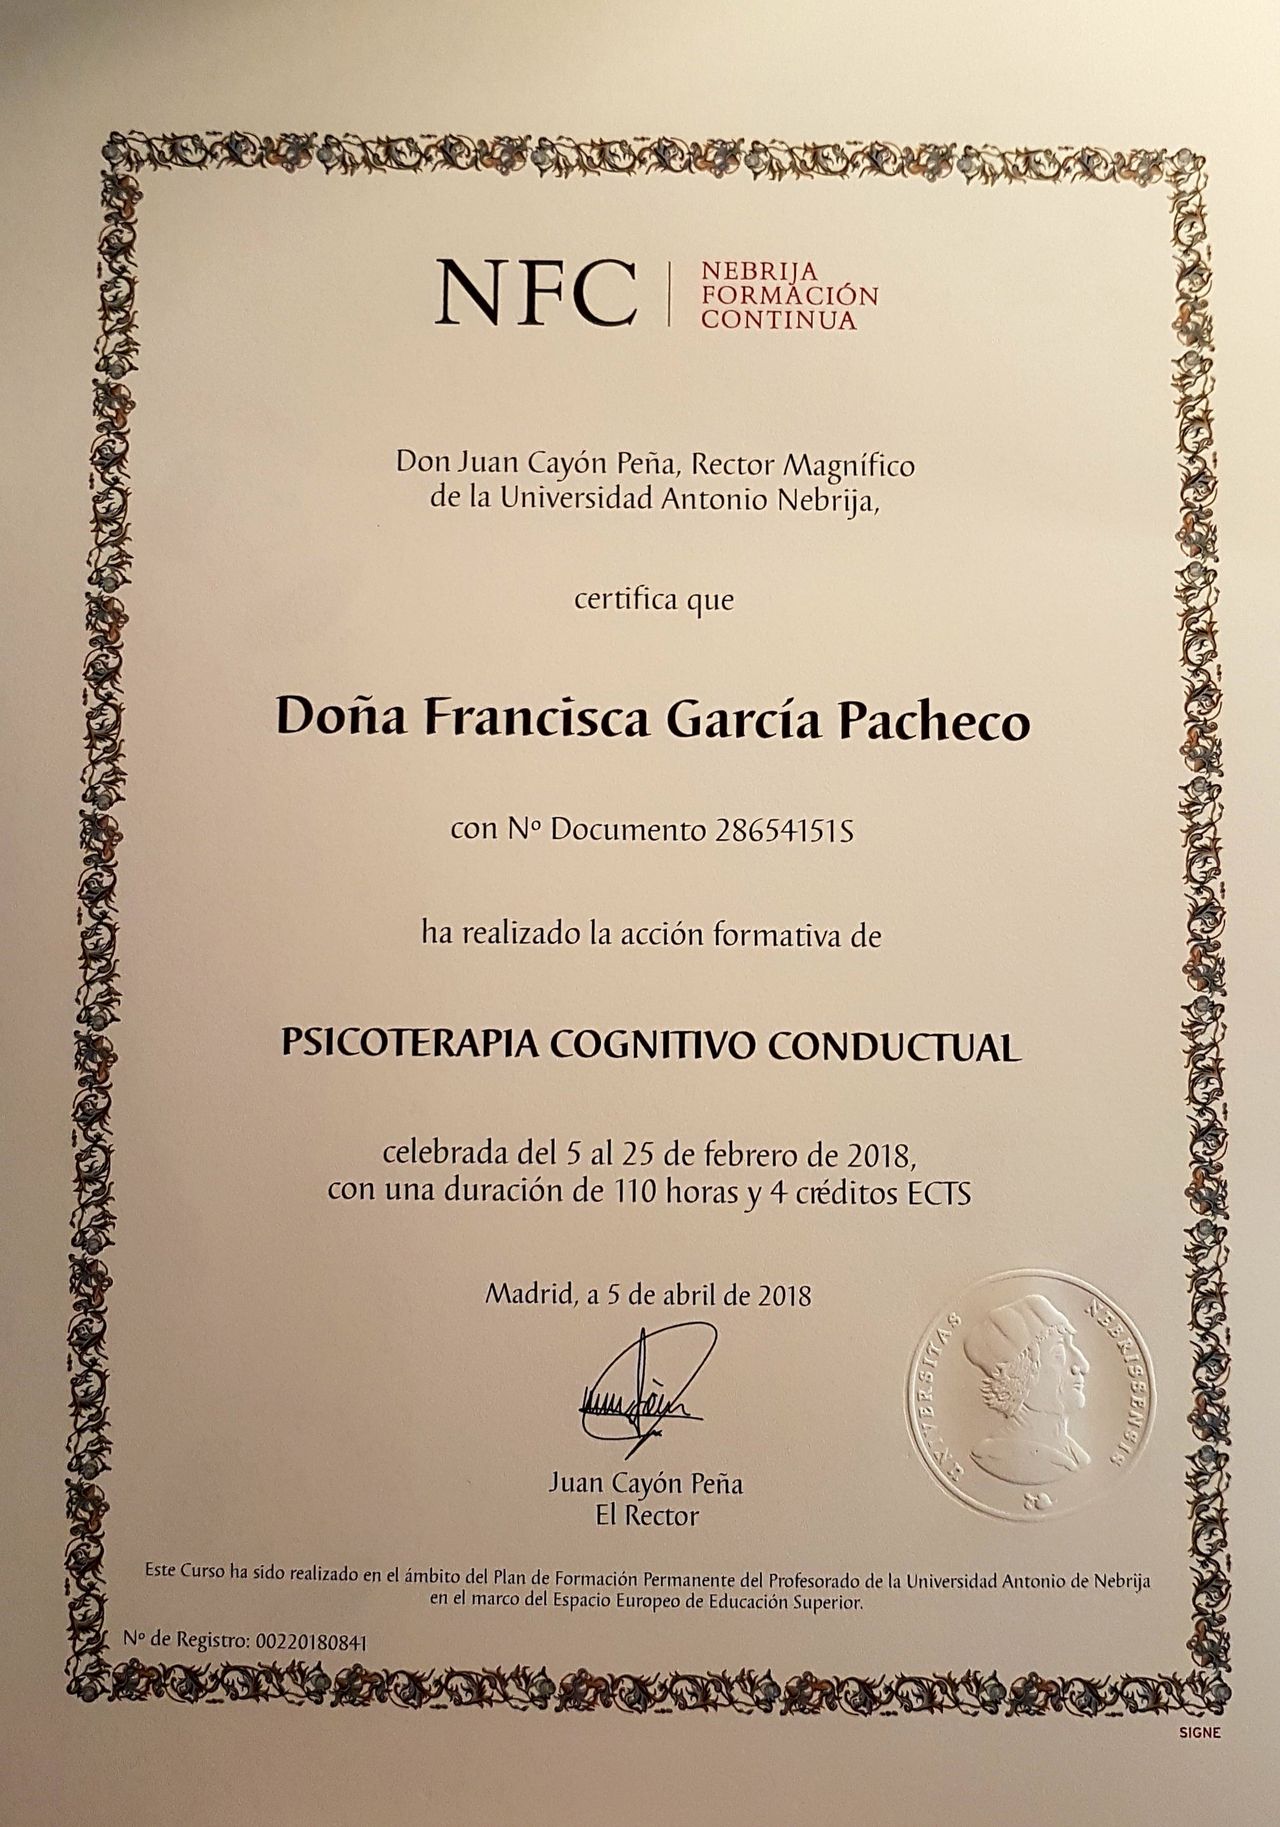 NFC
NEBRIJA
FORMACIÓN
CONTINUA
Don Juan Cayón Peña, Rector Magnífico
de la Universidad Antonio Nebrija,
certifica que
Doña Francisca García Pacheco
con Nº Documento 28654151S
ha realizado la acción formativa de
PSICOTERAPIA COGNITIVO CONDUCTUAL
celebrada del 5 al 25 de febrero de 2018,
con una duración de 110 horas y 4 créditos ECTS
Madrid, a 5 de abril de 2018
Juan Cayón Peña
El Rector
UNIVERSITAS NEBRISSENSIS
Este Curso ha sido realizado en el ámbito del Plan de Formación Permanente del Profesorado de la Universidad Antonio de Nebrija
en el marco del Espacio Europeo de Educación Superior.
Nº de Registro: 00220180841
SIGNE